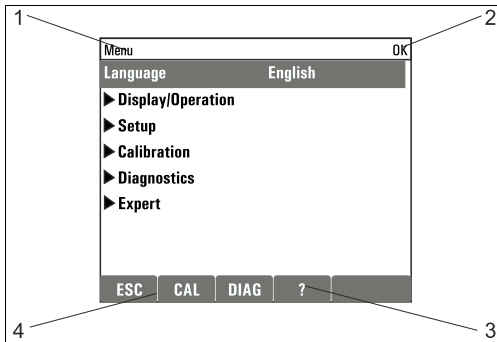 1 2
Menu OK
Language English
▶ Display/Operation
▶ Setup
▶ Calibration
▶ Diagnostics
▶ Expert
ESC CAL DIAG ?
4 3